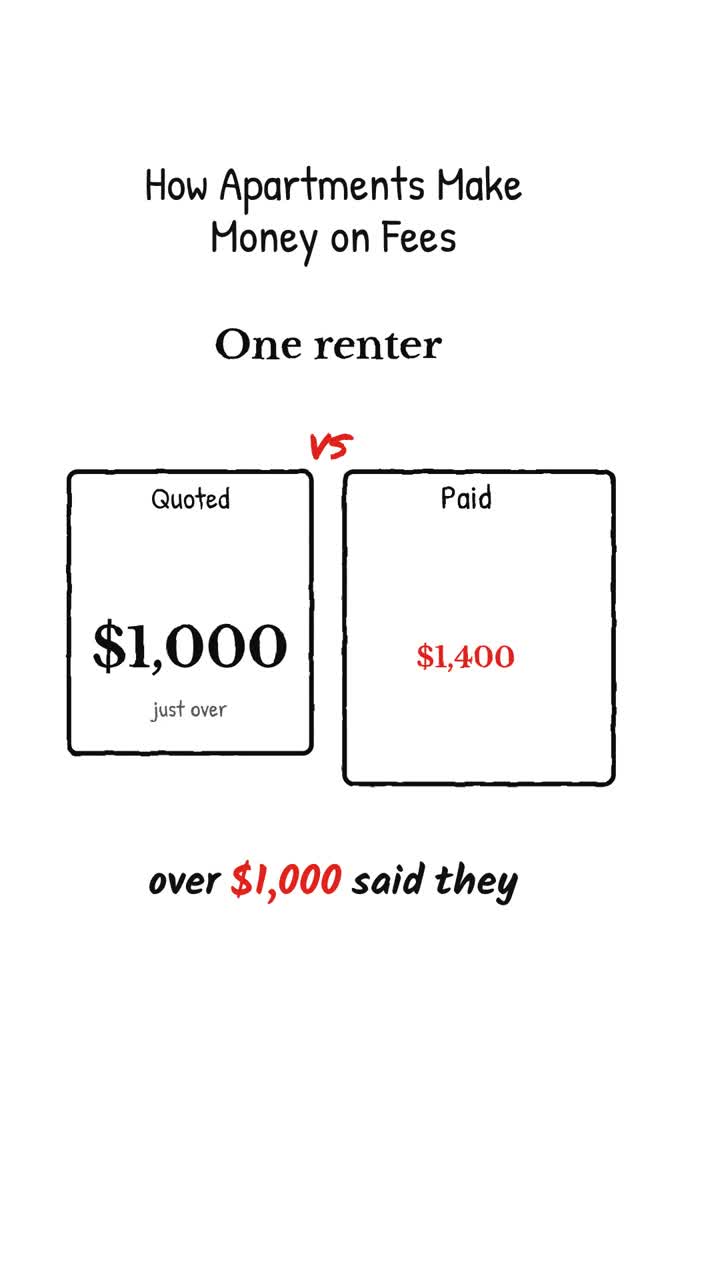 How Apartments Make
Money on Fees
One renter
vs
Quoted
$1,000
just over
Paid
$1,400
over $1,000 said they